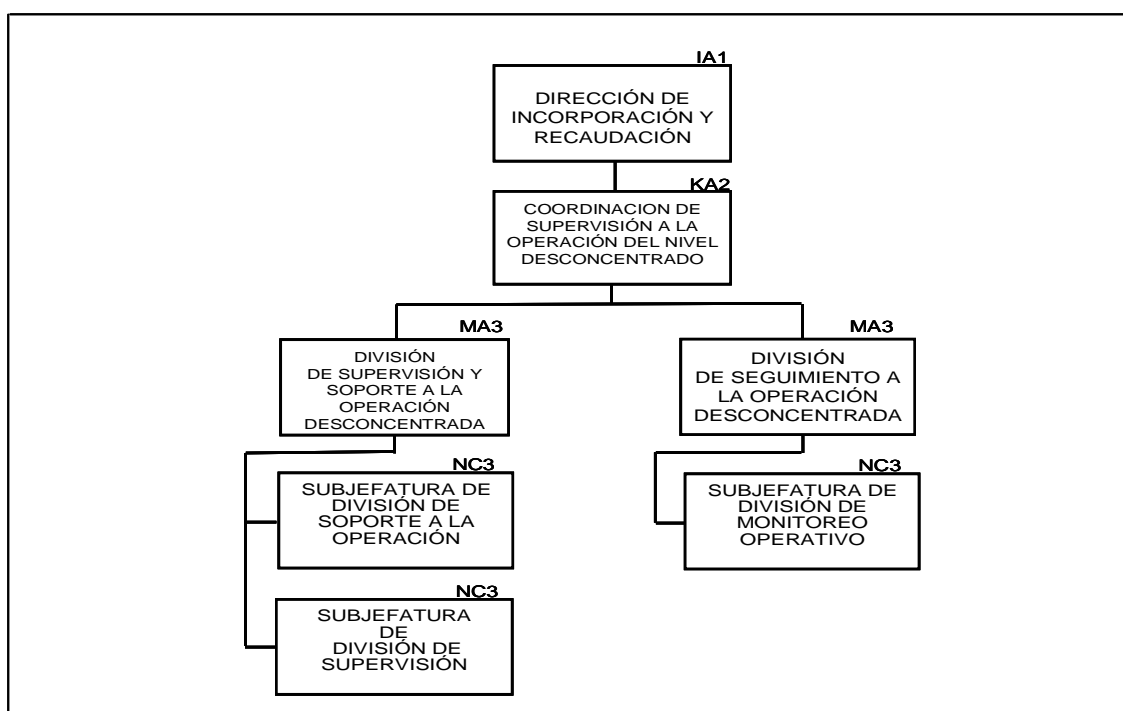 IA1
DIRECCIÓN DE
INCORPORACIÓN Y
RECAUDACIÓN
KA2
COORDINACION DE
SUPERVISIÓN A LA
OPERACIÓN DEL NIVEL
DESCONCENTRADO
MA3
DIVISIÓN
DE SUPERVISIÓN Y
SOPORTE A LA
OPERACIÓN
DESCONCENTRADA
MA3
DIVISIÓN
DE SEGUIMIENTO A
LA OPERACIÓN
DESCONCENTRADA
NC3
SUBJEFATURA DE
DIVISIÓN DE
SOPORTE A LA
OPERACIÓN
NC3
SUBJEFATURA DE
DIVISIÓN DE
MONITOREO
OPERATIVO
NC3
SUBJEFATURA
DE
DIVISIÓN DE
SUPERVISIÓN